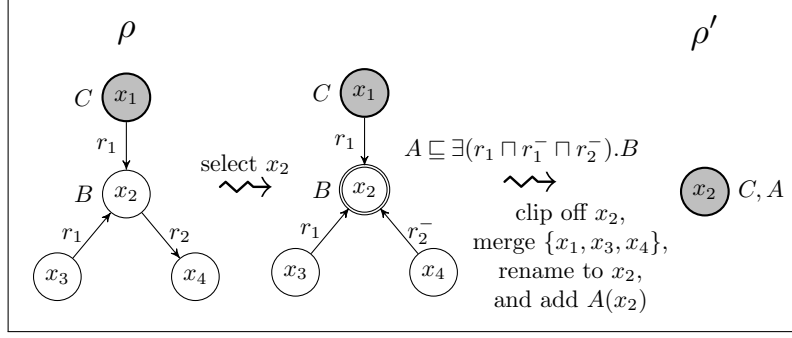 ρ
ρ′
C x₁
C x₁
r₁
r₁
A ⊑ ∃(r₁ ⊓ r₁⁻ ⊓ r₂⁻).B
select x₂
B x₂
B x₂
x₂ C, A
clip off x₂,
r₁ r₂
r₁ r₂⁻
merge {x₁, x₃, x₄},
x₃ x₄
x₃ x₄
rename to x₂,
and add A(x₂)